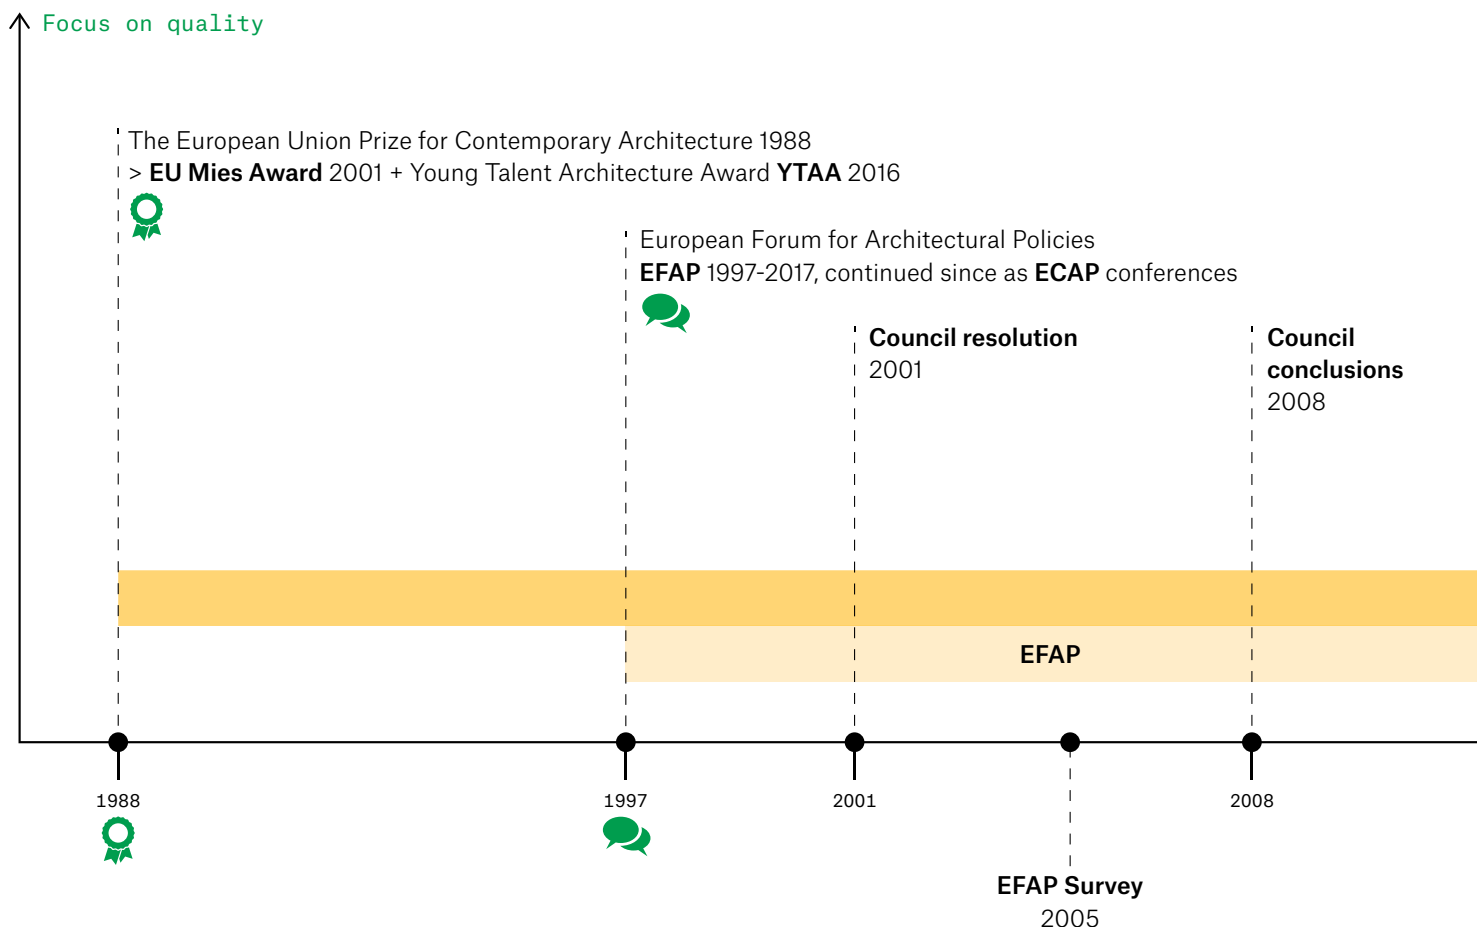 Focus on quality
The European Union Prize for Contemporary Architecture 1988
> EU Mies Award 2001 + Young Talent Architecture Award YTAA 2016
European Forum for Architectural Policies
EFAP 1997-2017, continued since as ECAP conferences
Council resolution
2001
Council
conclusions
2008
EFAP
1988
1997
2001
2008
EFAP Survey
2005